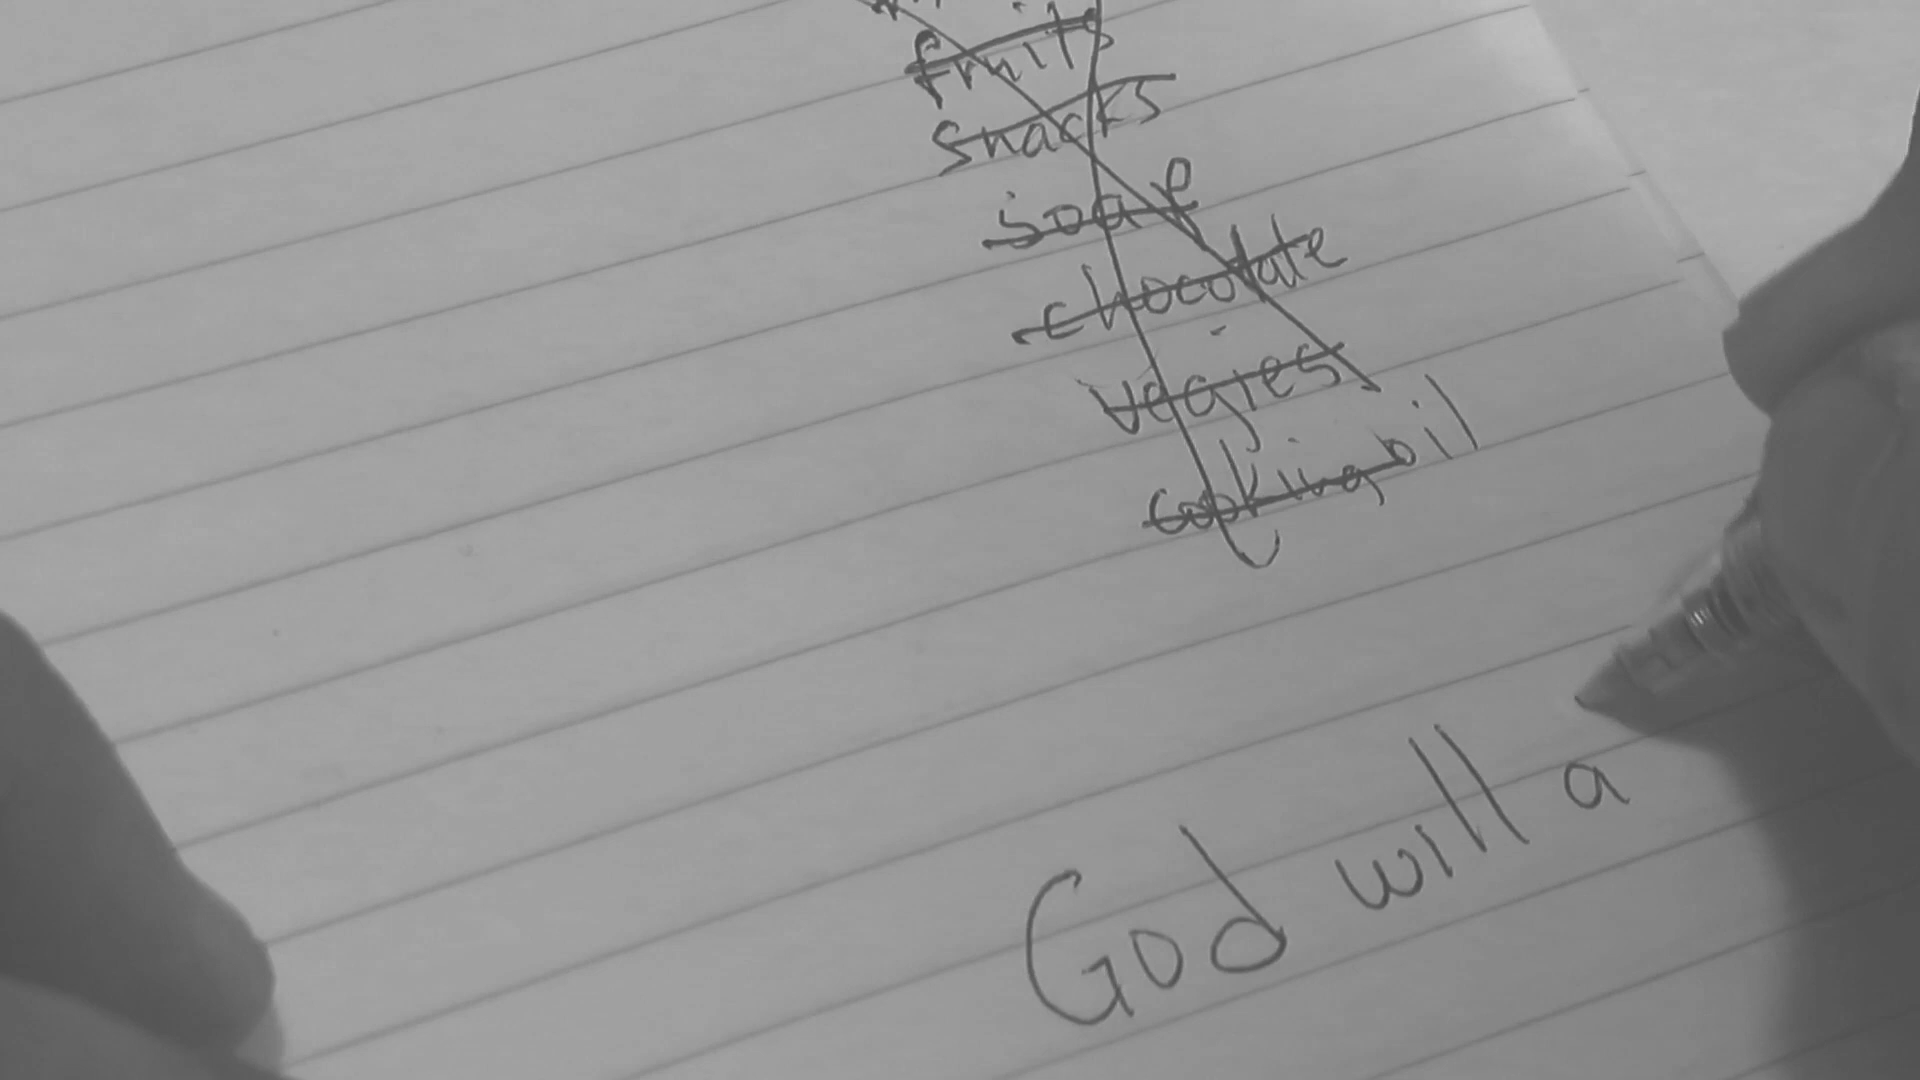 fruits
snacks
soap
chocolate
veggies
cooking oil
God will a